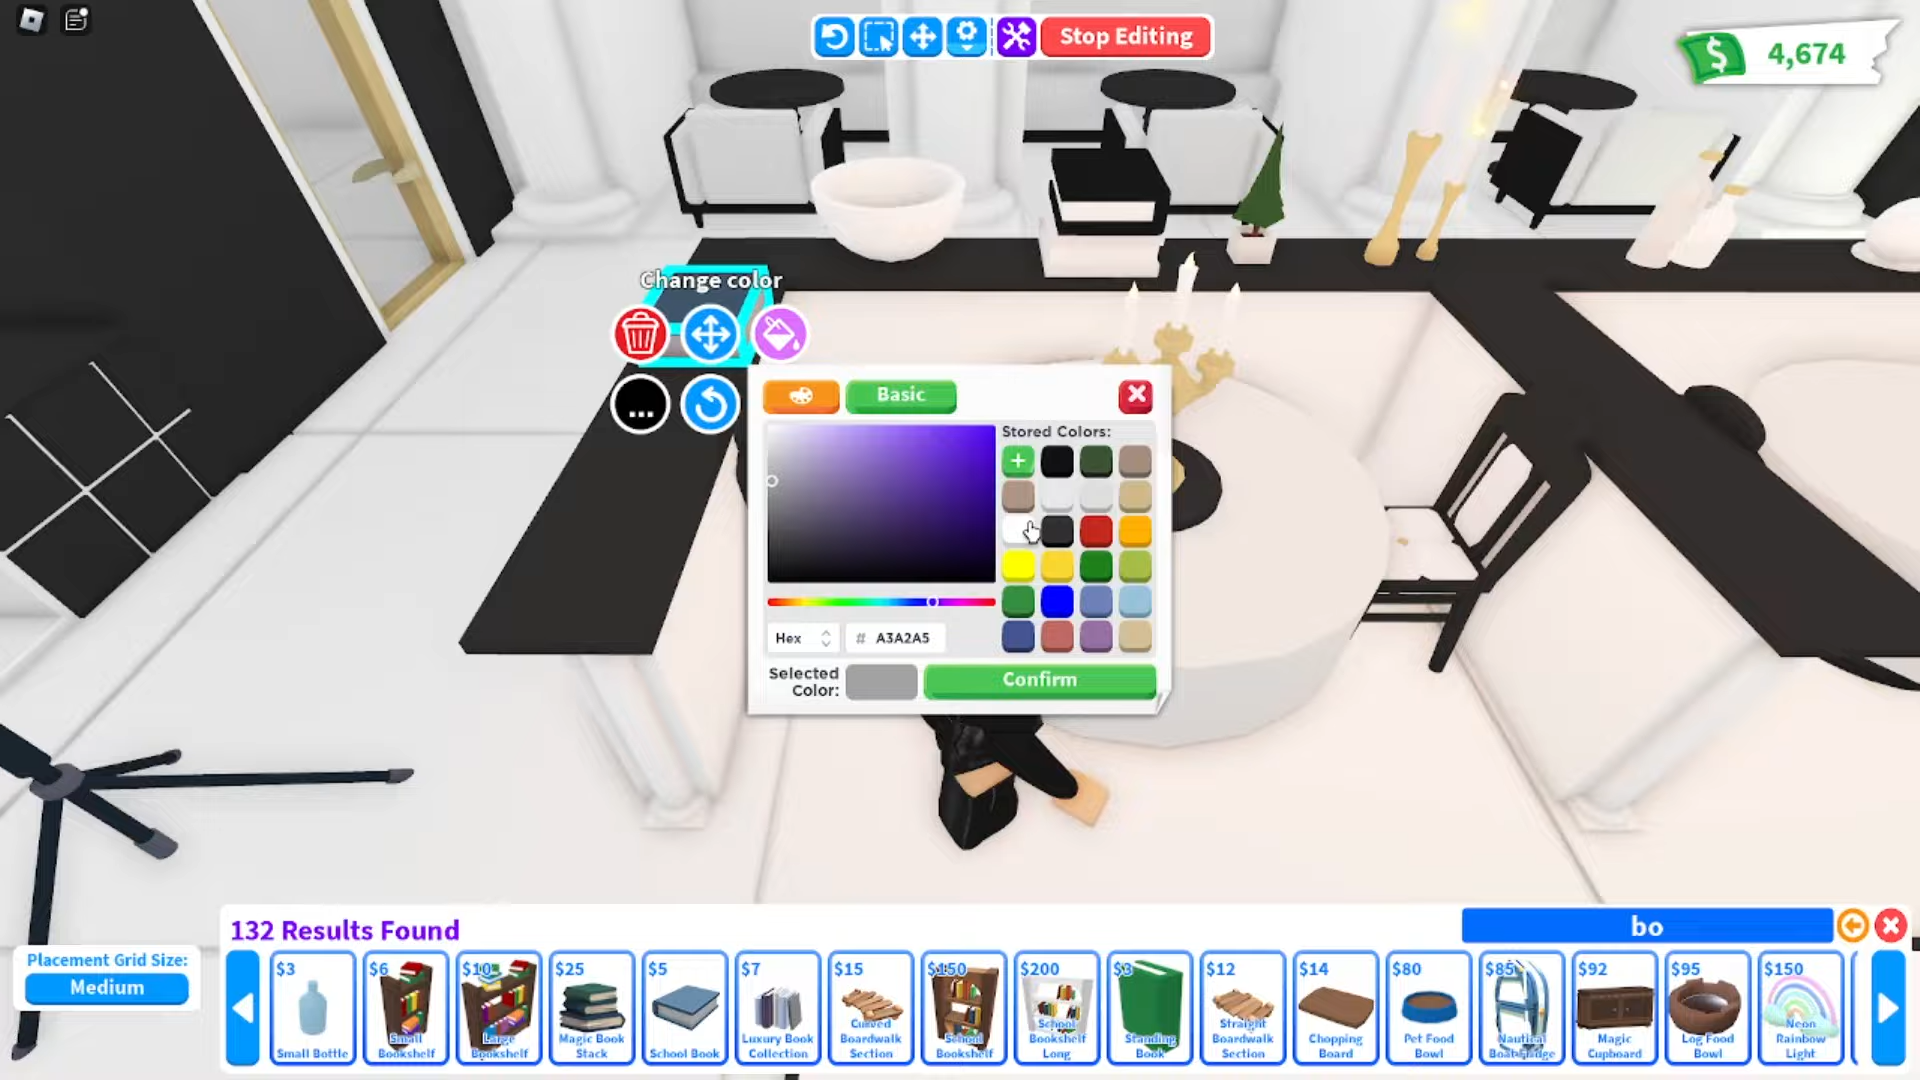 Stop Editing
4,674
Change color
...
Basic
Stored Colors:
+
Hex
# A3A2A5
Selected
Color:
Confirm
132 Results Found
bo
Placement Grid Size:
Medium
$3
Small Bottle
$6
Small
Bookshelf
$10
Large
Bookshelf
$25
Magic Book
Stack
$5
School Book
$7
Luxury Book
Collection
$15
Curved
Boardwalk
Section
$150
School
Bookshelf
$200
School
Bookshelf
Long
$3
Standing
Book
$12
Straight
Boardwalk
Section
$14
Chopping
Board
$80
Pet Food
Bowl
$85
Nautical
Boat Fridge
$92
Magic
Cupboard
$95
Log Food
Bowl
$150
Neon
Rainbow
Light